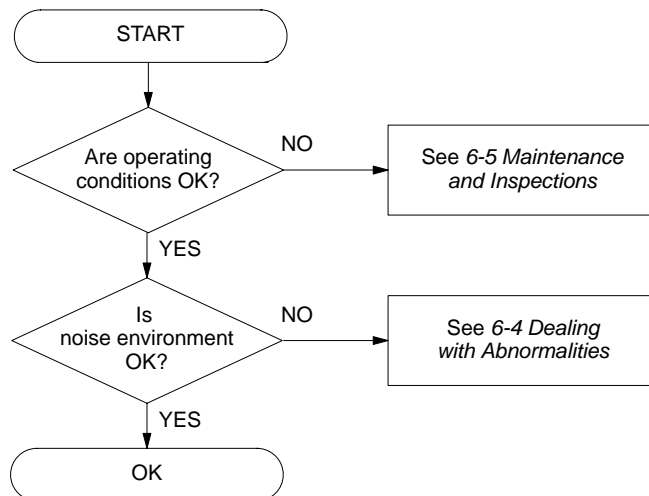 START
Are operating
conditions OK?
NO
See 6-5 Maintenance
and Inspections
YES
Is
noise environment
OK?
NO
See 6-4 Dealing
with Abnormalities
YES
OK